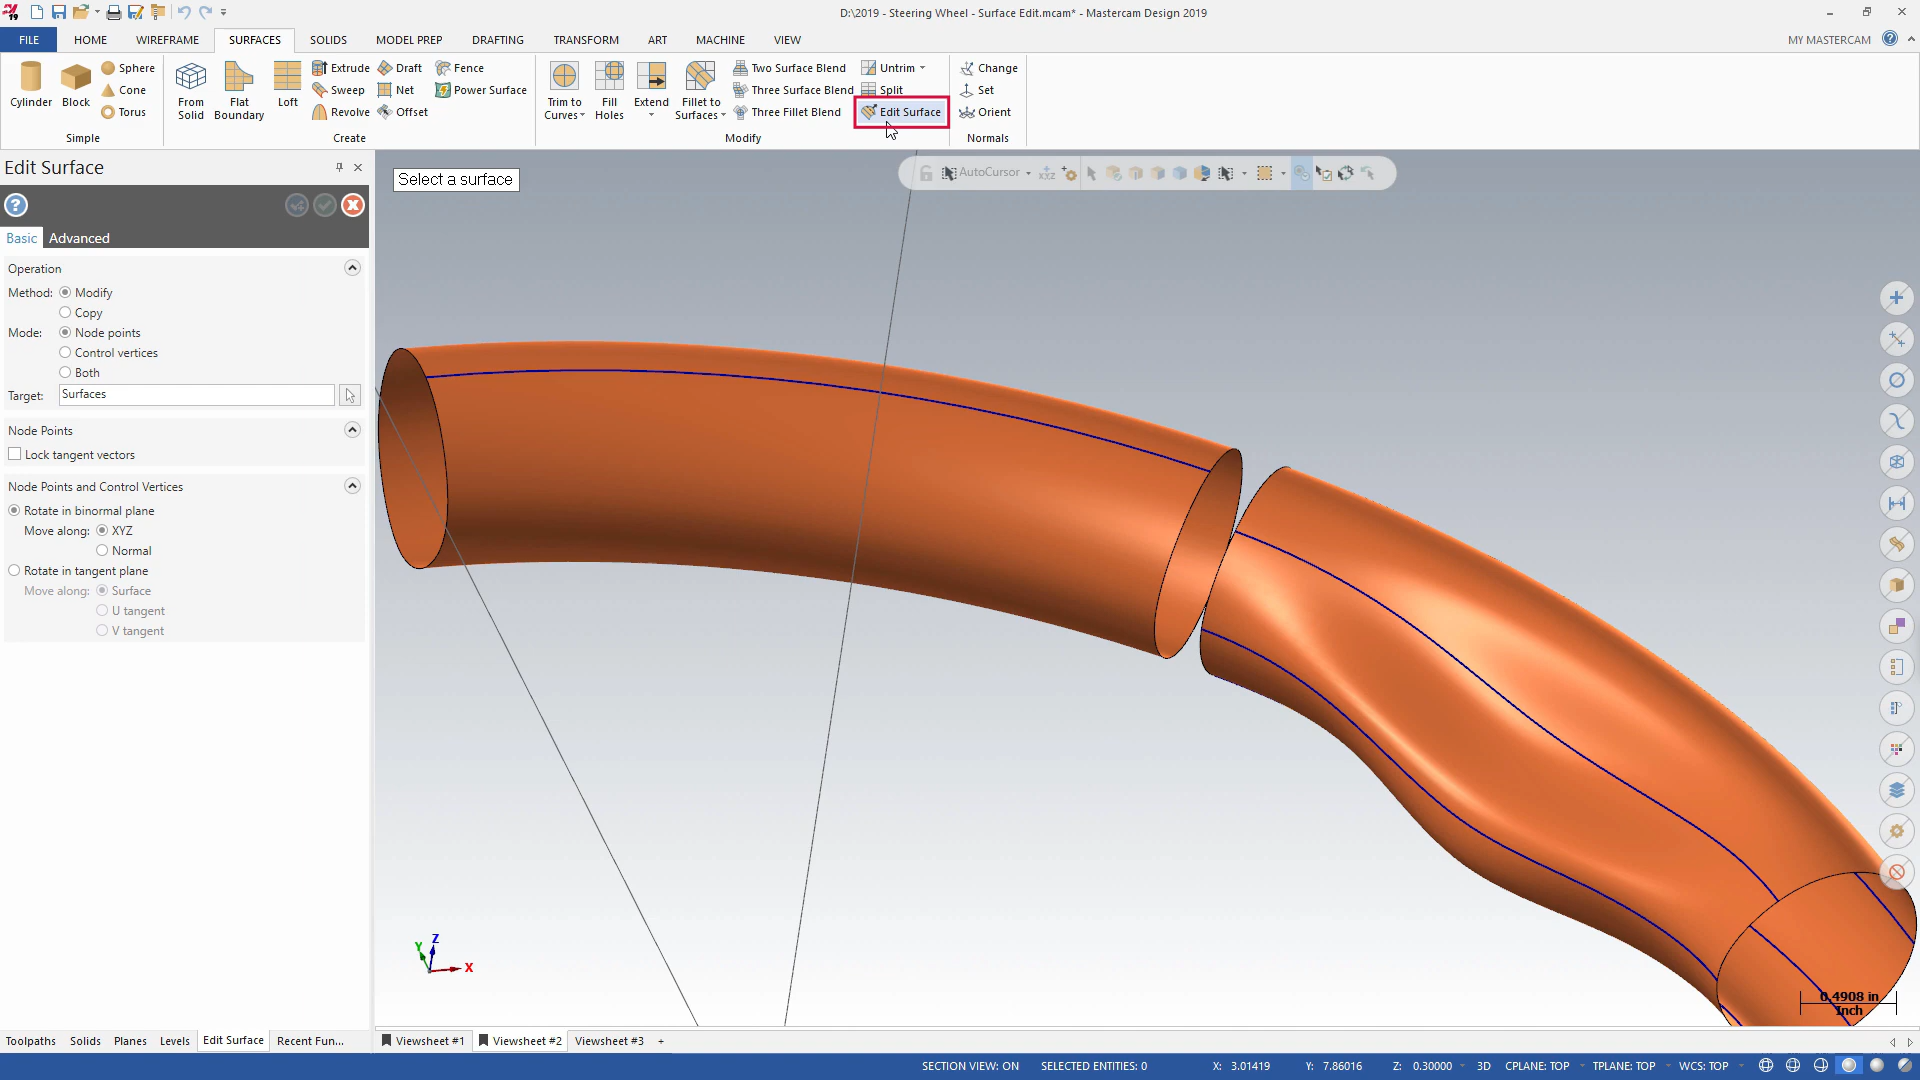 19
D:\2019 - Steering Wheel - Surface Edit.mcam* - Mastercam Design 2019
FILE
HOME
WIREFRAME
SURFACES
SOLIDS
MODEL PREP
DRAFTING
TRANSFORM
ART
MACHINE
VIEW
MY MASTERCAM
Cylinder
Block
Sphere
Cone
Torus
Simple
From Solid
Flat Boundary
Loft
Extrude
Sweep
Revolve
Draft
Net
Offset
Fence
Power Surface
Create
Trim to Curves
Fill Holes
Extend
Fillet to Surfaces
Two Surface Blend
Three Surface Blend
Three Fillet Blend
Untrim
Split
Edit Surface
Modify
Change
Set
Orient
Normals
Edit Surface
Basic
Advanced
Operation
Method:
Modify
Copy
Mode:
Node points
Control vertices
Both
Target:
Surfaces
Node Points
Lock tangent vectors
Node Points and Control Vertices
Rotate in binormal plane
Move along:
XYZ
Normal
Rotate in tangent plane
Move along:
Surface
U tangent
V tangent
Select a surface
AutoCursor
Y
Z
X
0.4908 in
Inch
Toolpaths
Solids
Planes
Levels
Edit Surface
Recent Fun...
Viewsheet #1
Viewsheet #2
Viewsheet #3
+
SECTION VIEW: ON
SELECTED ENTITIES: 0
X: 3.01419
Y: 7.86016
Z: 0.30000
3D
CPLANE: TOP
TPLANE: TOP
WCS: TOP